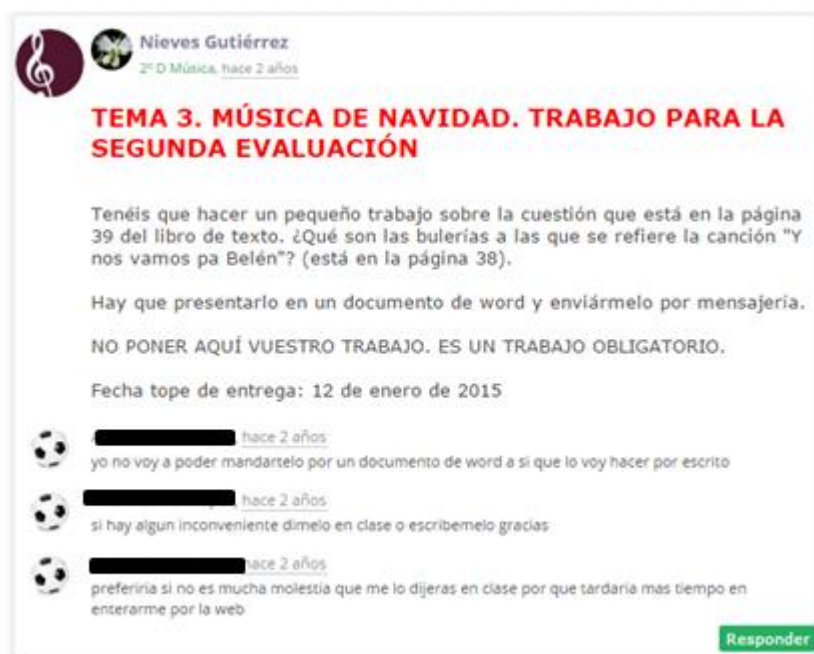 Nieves Gutiérrez
2º D Música, hace 2 años
TEMA 3. MÚSICA DE NAVIDAD. TRABAJO PARA LA
SEGUNDA EVALUACIÓN
Tenéis que hacer un pequeño trabajo sobre la cuestión que está en la página
39 del libro de texto. ¿Qué son las bulerías a las que se refiere la canción "Y
nos vamos pa Belén"? (está en la página 38).
Hay que presentarlo en un documento de word y enviármelo por mensajería.
NO PONER AQUÍ VUESTRO TRABAJO. ES UN TRABAJO OBLIGATORIO.
Fecha tope de entrega: 12 de enero de 2015
hace 2 años
yo no voy a poder mandartelo por un documento de word a si que lo voy hacer por escrito
hace 2 años
si hay algun inconveniente dimelo en clase o escribemelo gracias
hace 2 años
preferiria si no es mucha molestia que me lo dijeras en clase por que tardaria mas tiempo en
enterarme por la web
Responder